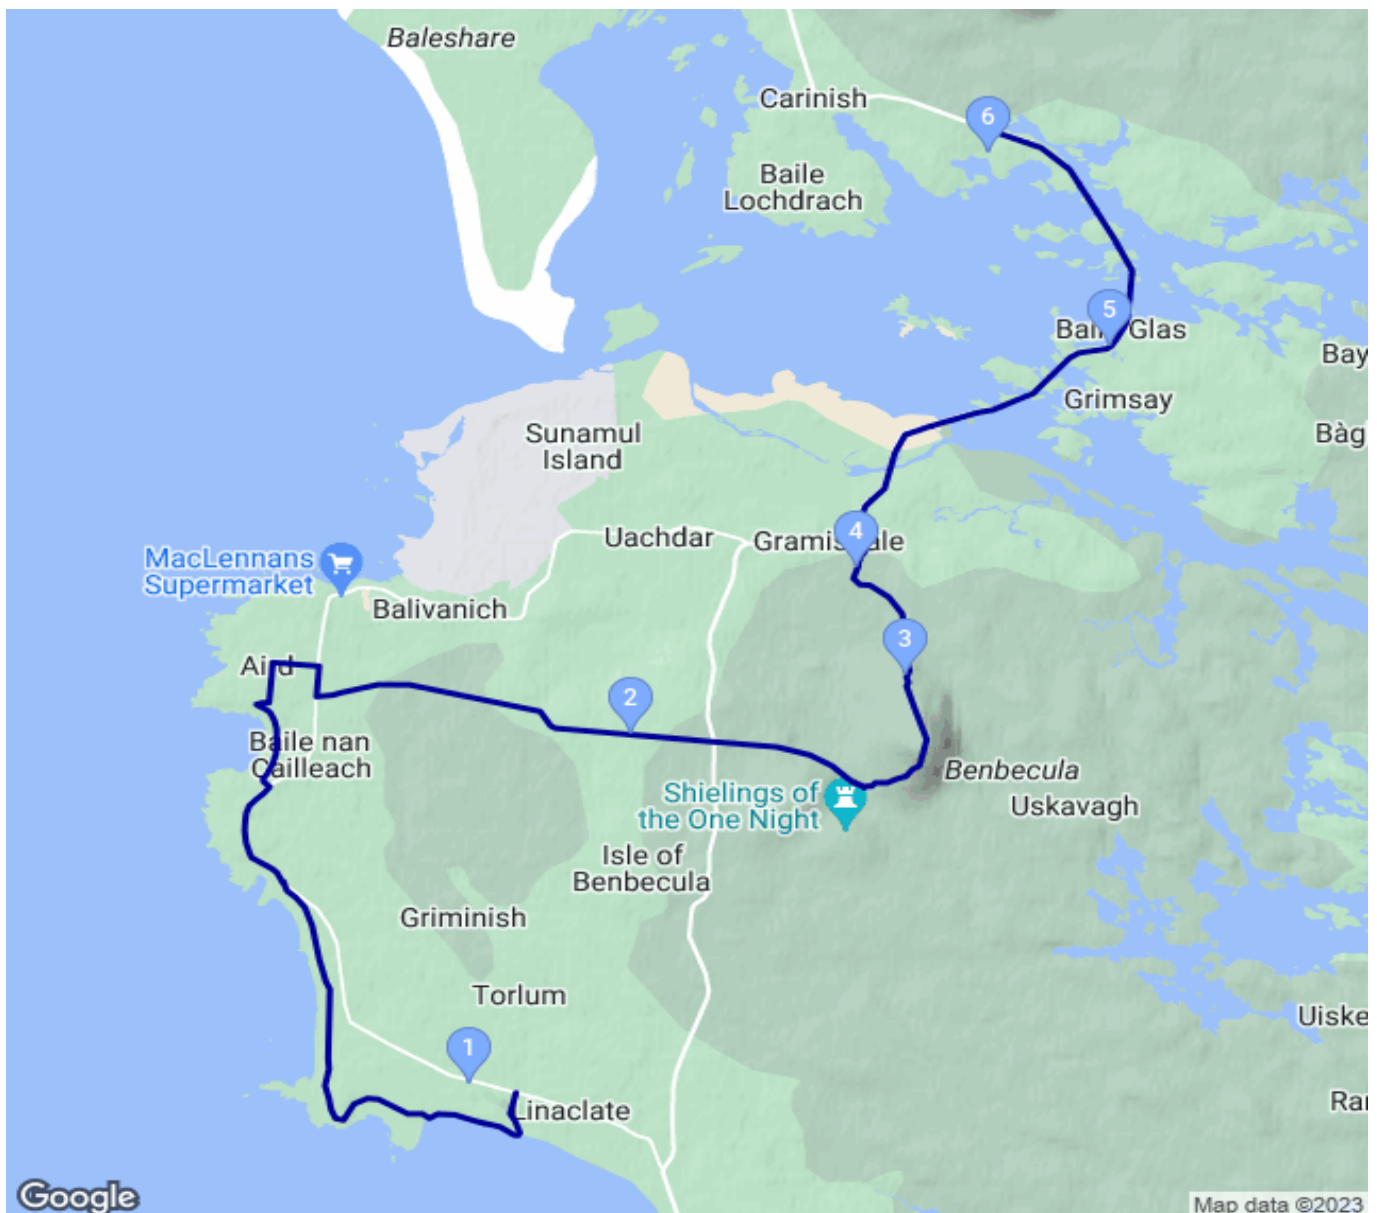 Baleshare
Carinish
6
Baile
Lochdrach
5
Glas
Bay
Grimsay
Sunamul
Island
Bàg
4
Uachdar
MacLennans
Supermarket
Balivanich
3
2
Baile nan
Cailleach
Benbecula
Shielings of
the One Night
Uskavagh
Isle of
Benbecula
Griminish
Torlum
Uiske
1
Linaclate
Google
Map data ©2023